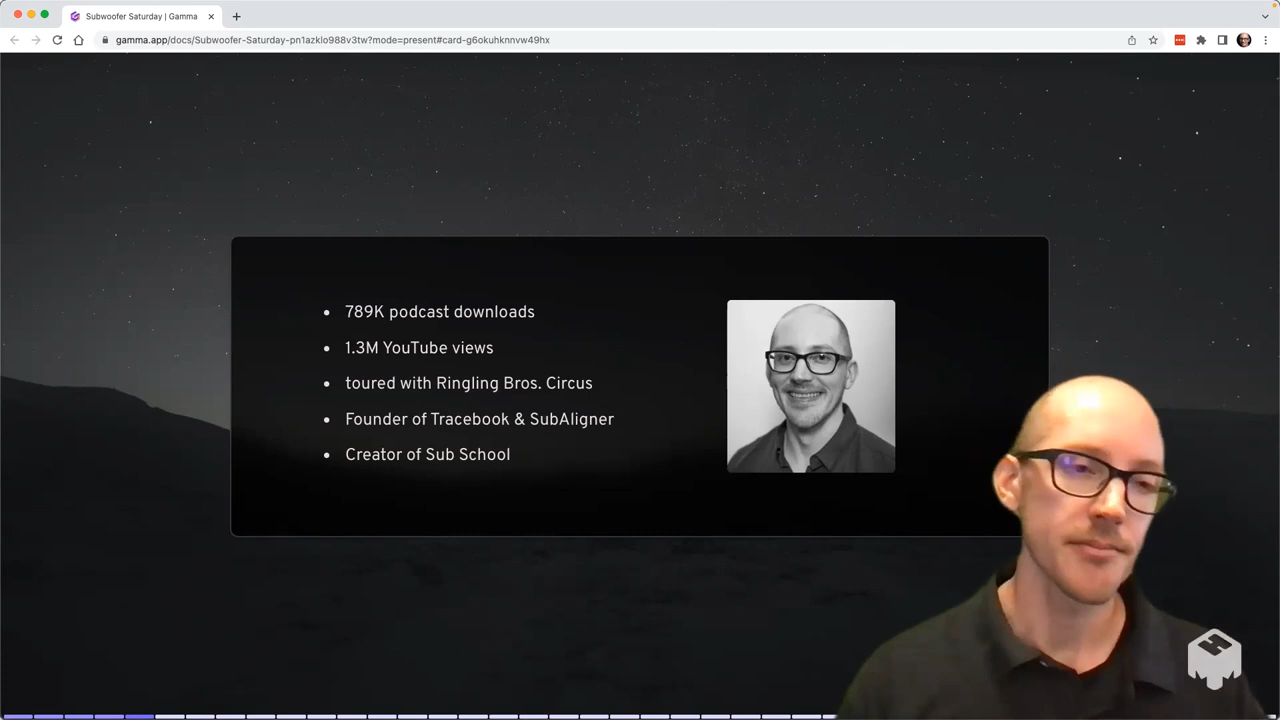 Subwoofer Saturday | Gamma
gamma.app/docs/Subwoofer-Saturday-pn1azklo988v3tw?mode=present#card-g6okuhknnvw49hx
• 789K podcast downloads
• 1.3M YouTube views
• toured with Ringling Bros. Circus
• Founder of Tracebook & SubAligner
• Creator of Sub School